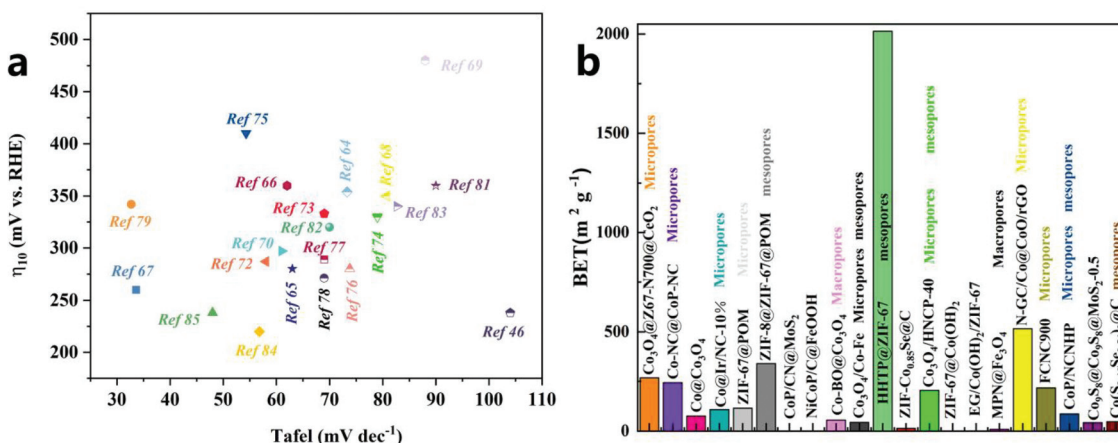 a
η10 (mV vs. RHE)
500
450
400
350
300
250
200
Ref 69
Ref 75
Ref 64
Ref 68
Ref 66
Ref 81
Ref 79
Ref 73
Ref 83
Ref 82
Ref 70
Ref 77
Ref 74
Ref 72
Ref 67
Ref 65
Ref 78
Ref 76
Ref 85
Ref 84
Ref 46
30 40 50 60 70 80 90 100 110
Tafel (mV dec⁻¹)
b
BET(m² g⁻¹)
2000
1500
1000
500
0
Co₃O₄@Z67-N700@CeO₂ Micropores
Co-NC@CoP-NC Micropores
Co@Co₃O₄
Co@Ir/NC-10% Micropores
ZIF-67@POM Micropores
ZIF-8@ZIF-67@POM mesopores
CoP/CN@MoS₂
NiCoP/C@FeOOH
Co-BO@Co₃O₄ Macropores
Co₃O₄/Co-Fe Micropores mesopores
HHTP@ZIF-67 mesopores
ZIF-Co₀.₈₅Se@C
Co₃O₄/HNCP-40 Micropores mesopores
ZIF-67@Co(OH)₂
EG/Co(OH)₂/ZIF-67
MPN@Fe₃O₄ Macropores
N-GC/Co@CoO/rGO Micropores
FCNC900 Micropores
CoP/NCNHP Micropores mesopores
Co₉S₈@Co₉S₈@MoS₂-0.5
mesopores